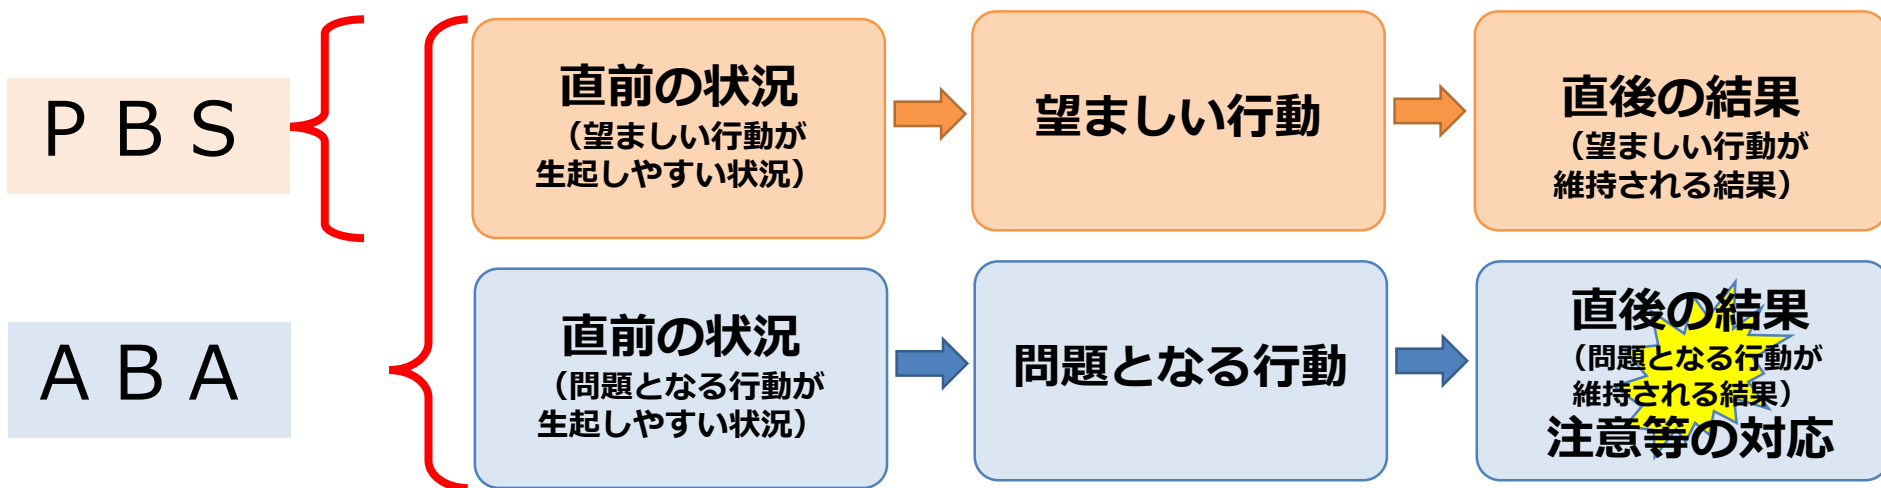 ＰＢＳ
直前の状況
（望ましい行動が
生起しやすい状況）
望ましい行動
直後の結果
（望ましい行動が
維持される結果）
ＡＢＡ
直前の状況
（問題となる行動が
生起しやすい状況）
問題となる行動
直後の結果
（問題となる行動が
維持される結果）
注意等の対応